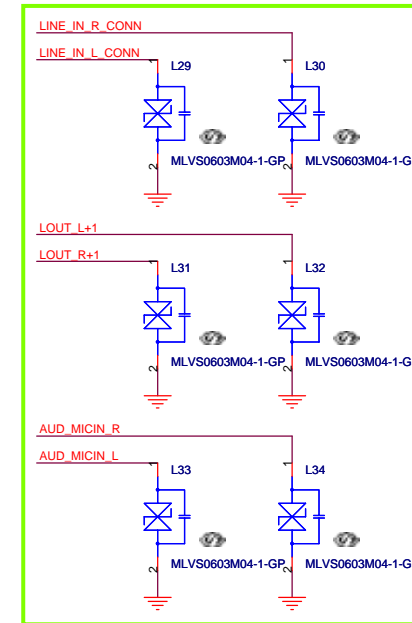 LINE_IN_R_CONN
LINE_IN_L_CONN
1 L29 1 L30
2 MLVS0603M04-1-GP 2 MLVS0603M04-1-G
LOUT_L+1
LOUT_R+1
1 L31 1 L32
2 MLVS0603M04-1-GP 2 MLVS0603M04-1-G
AUD_MICIN_R
AUD_MICIN_L
1 L33 1 L34
2 MLVS0603M04-1-GP 2 MLVS0603M04-1-G